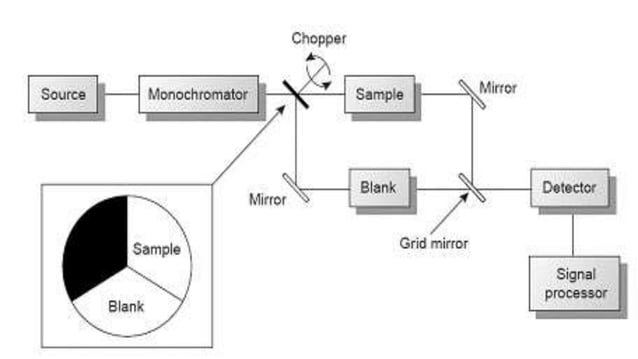 Chopper
Source
Monochromator
Sample
Mirror
Mirror
Blank
Detector
Grid mirror
Sample
Blank
Signal
processor